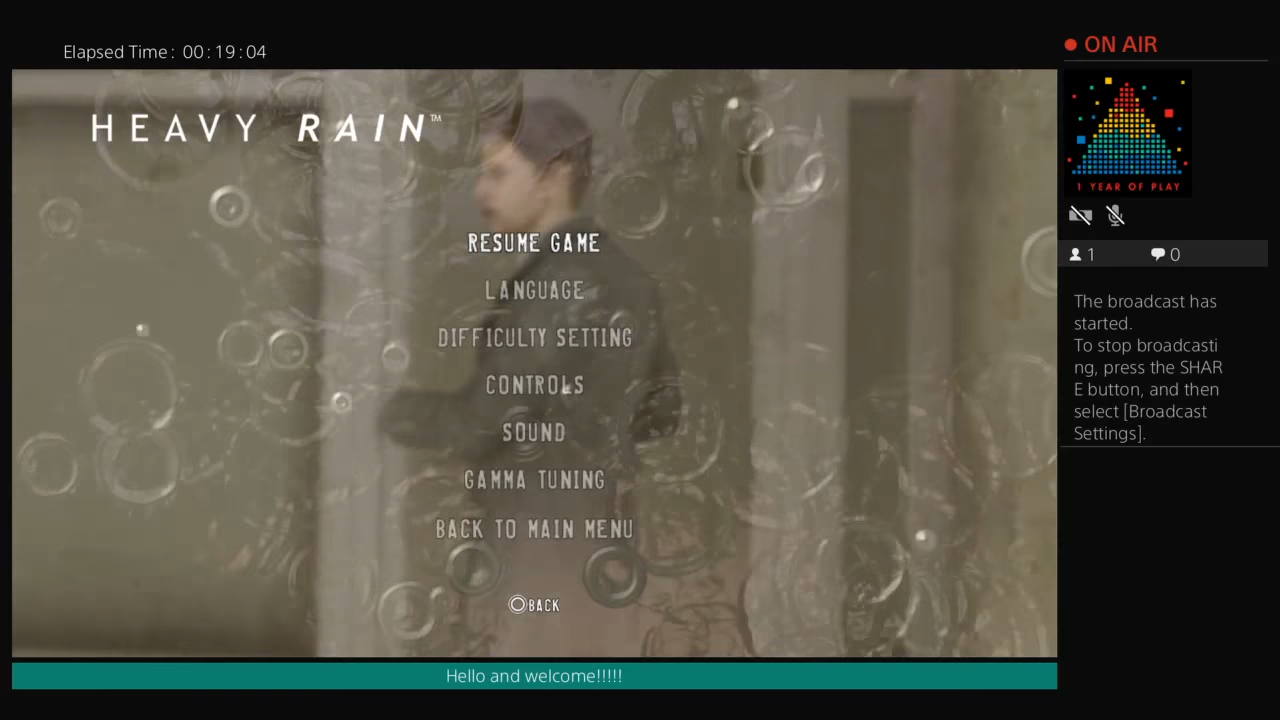 Elapsed Time: 00:19:04
ON AIR
HEAVY RAIN™
1 YEAR OF PLAY
1 0
RESUME GAME
LANGUAGE
DIFFICULTY SETTING
CONTROLS
SOUND
GAMMA TUNING
BACK TO MAIN MENU
BACK
The broadcast has
started.
To stop broadcasti
ng, press the SHAR
E button, and then
select [Broadcast
Settings].
Hello and welcome!!!!!